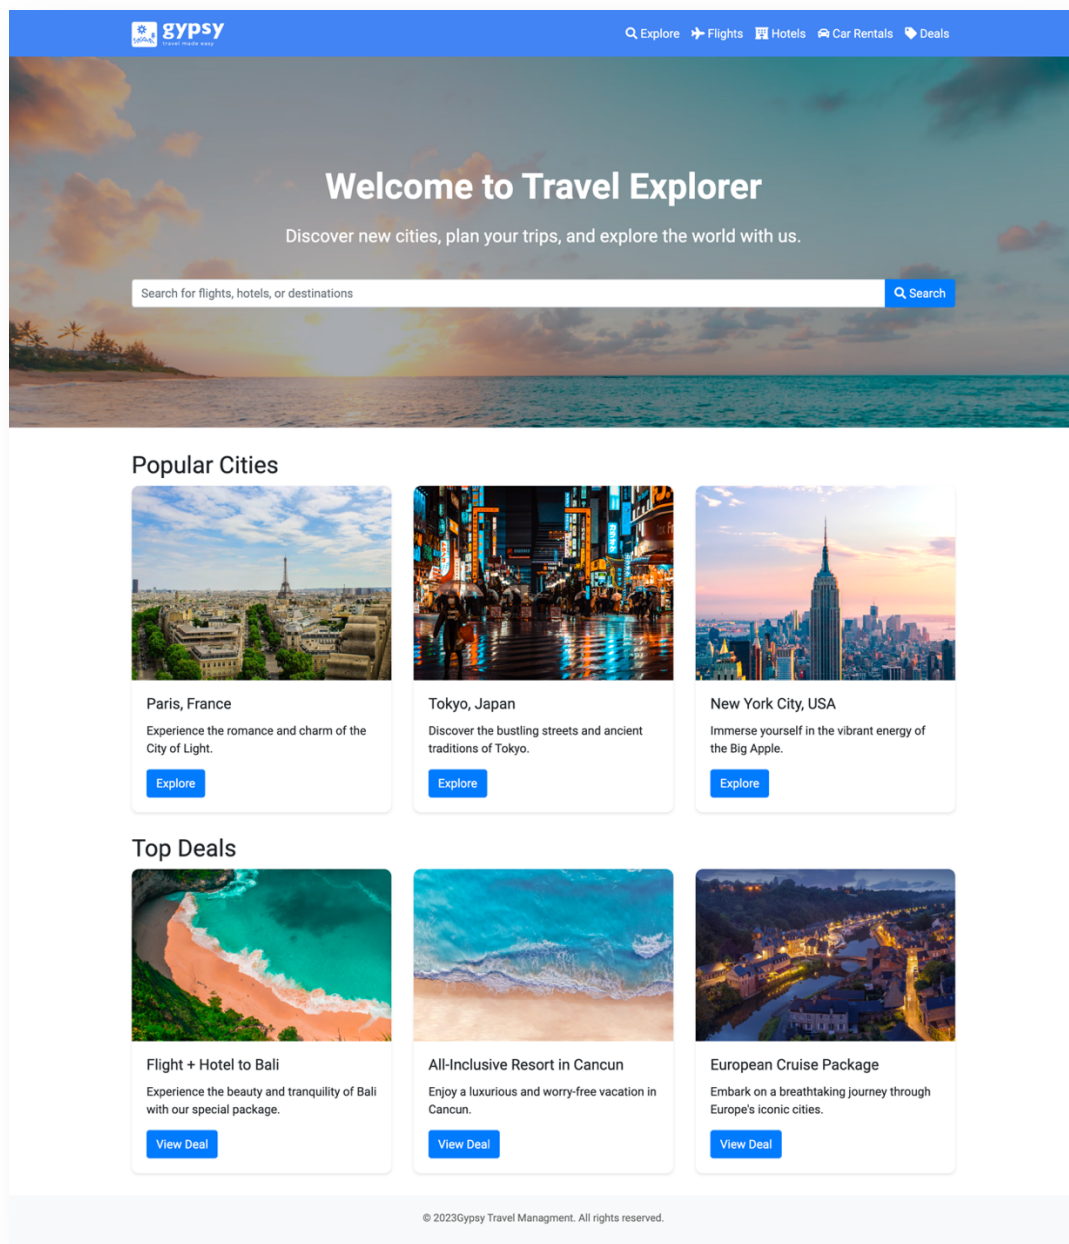 gypsy
travel made easy
Explore Flights Hotels Car Rentals Deals
Welcome to Travel Explorer
Discover new cities, plan your trips, and explore the world with us.
Search for flights, hotels, or destinations
Search
Popular Cities
Paris, France
Experience the romance and charm of the
City of Light.
Explore
Tokyo, Japan
Discover the bustling streets and ancient
traditions of Tokyo.
Explore
New York City, USA
Immerse yourself in the vibrant energy of
the Big Apple.
Explore
Top Deals
Flight + Hotel to Bali
Experience the beauty and tranquility of Bali
with our special package.
View Deal
All-Inclusive Resort in Cancun
Enjoy a luxurious and worry-free vacation in
Cancun.
View Deal
European Cruise Package
Embark on a breathtaking journey through
Europe's iconic cities.
View Deal
© 2023Gypsy Travel Managment. All rights reserved.